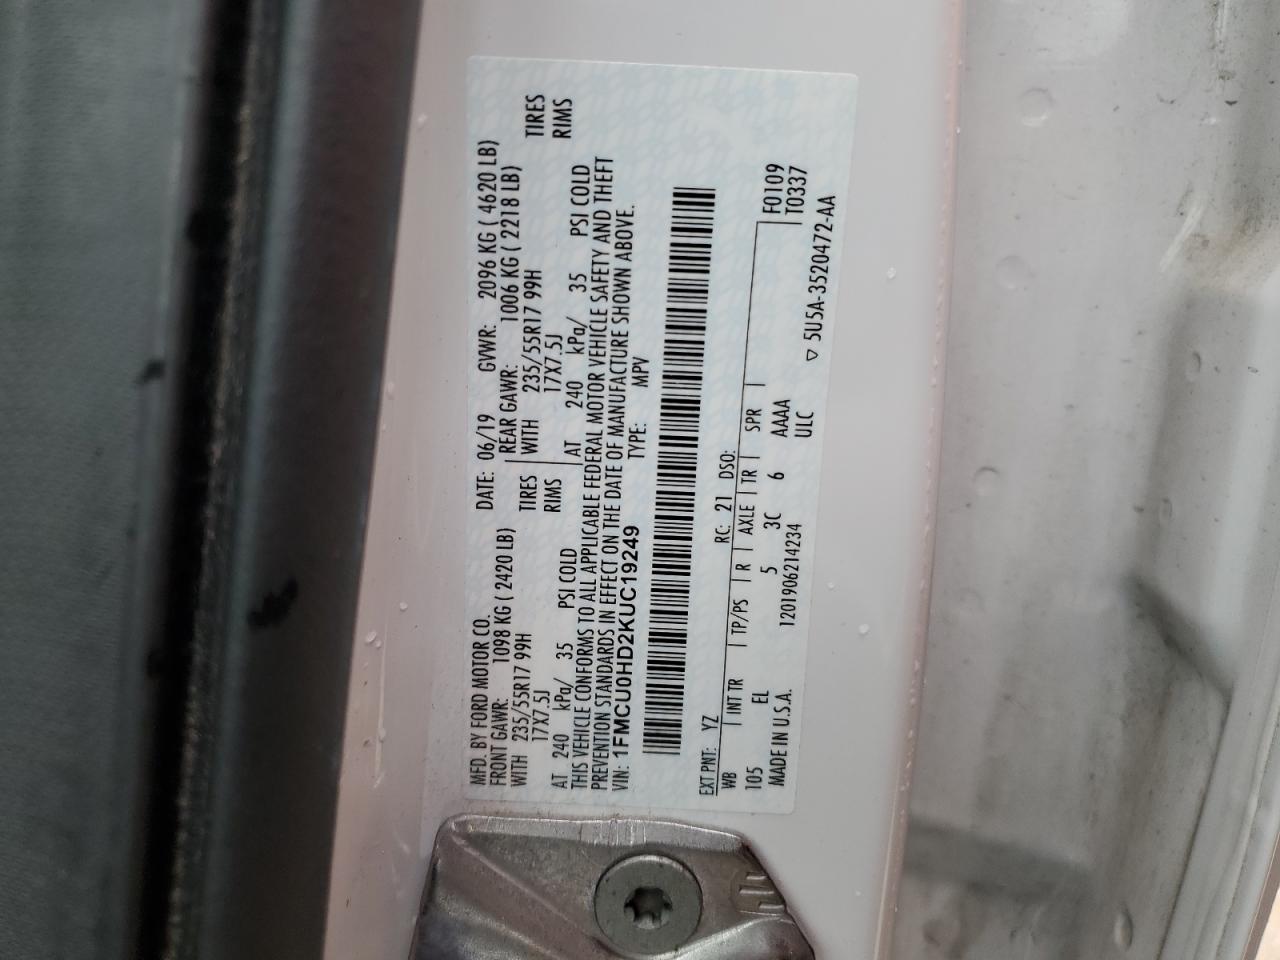 MFD. BY FORD MOTOR CO. DATE: 06/19 GVWR: 2096 KG ( 4620 LB)
FRONT GAWR: 1098 KG ( 2420 LB) REAR GAWR: 1006 KG ( 2218 LB)
WITH 235/55R17 99H TIRES WITH 235/55R17 99H TIRES
17X7.5J RIMS 17X7.5J RIMS
AT 240 kPa/ 35 PSI COLD AT 240 kPa/ 35 PSI COLD
THIS VEHICLE CONFORMS TO ALL APPLICABLE FEDERAL MOTOR VEHICLE SAFETY AND THEFT
PREVENTION STANDARDS IN EFFECT ON THE DATE OF MANUFACTURE SHOWN ABOVE.
VIN: 1FMCU0HD2KUC19249 TYPE: MPV
EXT PNT: YZ RC: 21 DSO:
WB INT TR TP/PS R AXLE TR SPR F0109
105 EL 5 3C 6 AAAA T0337
MADE IN U.S.A. 1201906214234 ULC
▽ 5U5A-3520472-AA